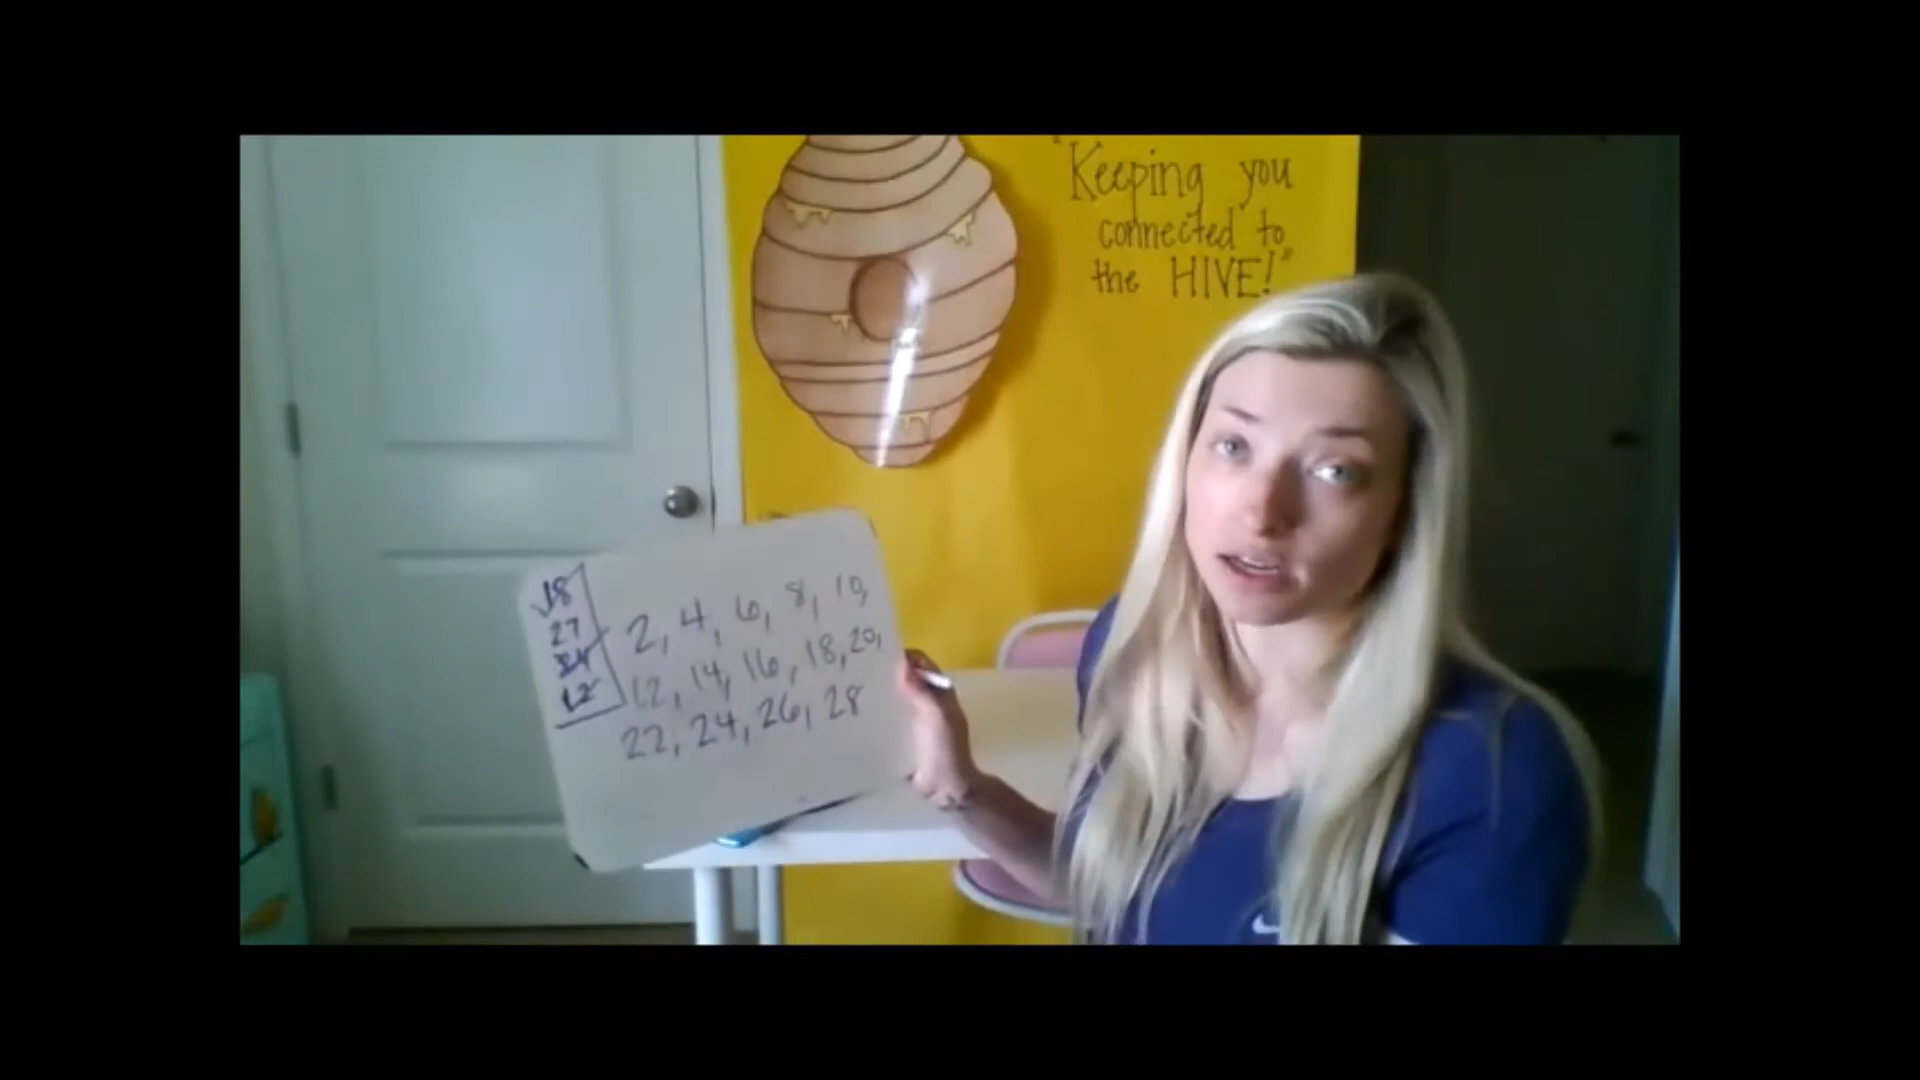 "Keeping you
connected to
the HIVE!"
18
27
24
12
2, 4, 6, 8, 10,
12, 14, 16, 18, 20,
22, 24, 26, 28